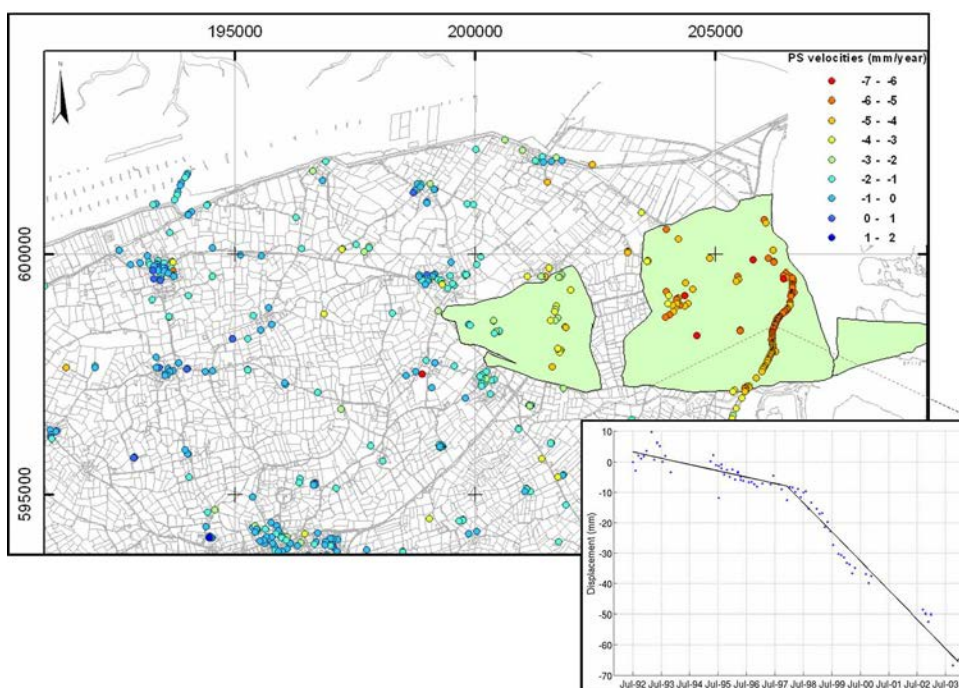 195000 200000 205000
N
PS velocities (mm/year)
-7 - -6
-6 - -5
-5 - -4
-4 - -3
-3 - -2
-2 - -1
-1 - 0
0 - 1
1 - 2
600000
595000
10
0
-10
-20
-30
-40
-50
-60
-70
Displacement (mm)
Jul-92 Jul-93 Jul-94 Jul-95 Jul-96 Jul-97 Jul-98 Jul-99 Jul-00 Jul-01 Jul-02 Jul-03